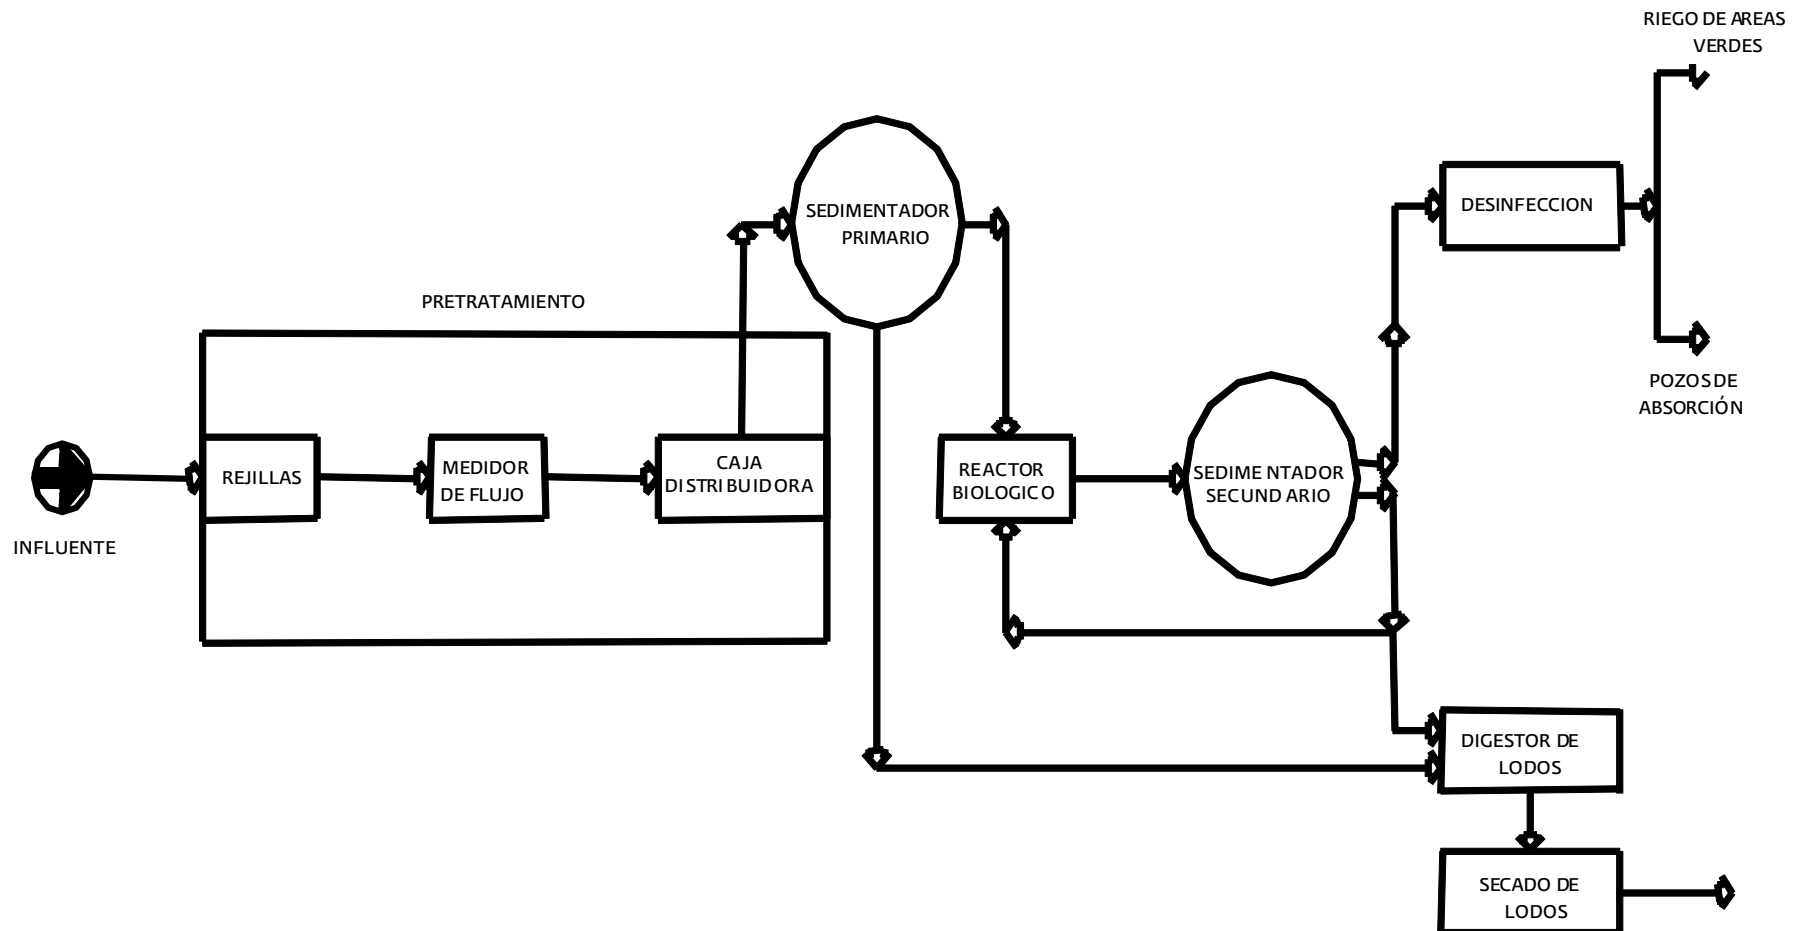 RIEGO DE AREAS
VERDES
DESINFECCION
SEDIMENTADOR
PRIMARIO
PRETRATAMIENTO
POZOS DE
ABSORCIÓN
REJILLAS
MEDIDOR
DE FLUJO
CAJA
DISTRIBUIDORA
REACTOR
BIOLOGICO
SEDIMENTADOR
SECUNDARIO
INFLUENTE
DIGESTOR DE
LODOS
SECADO DE
LODOS